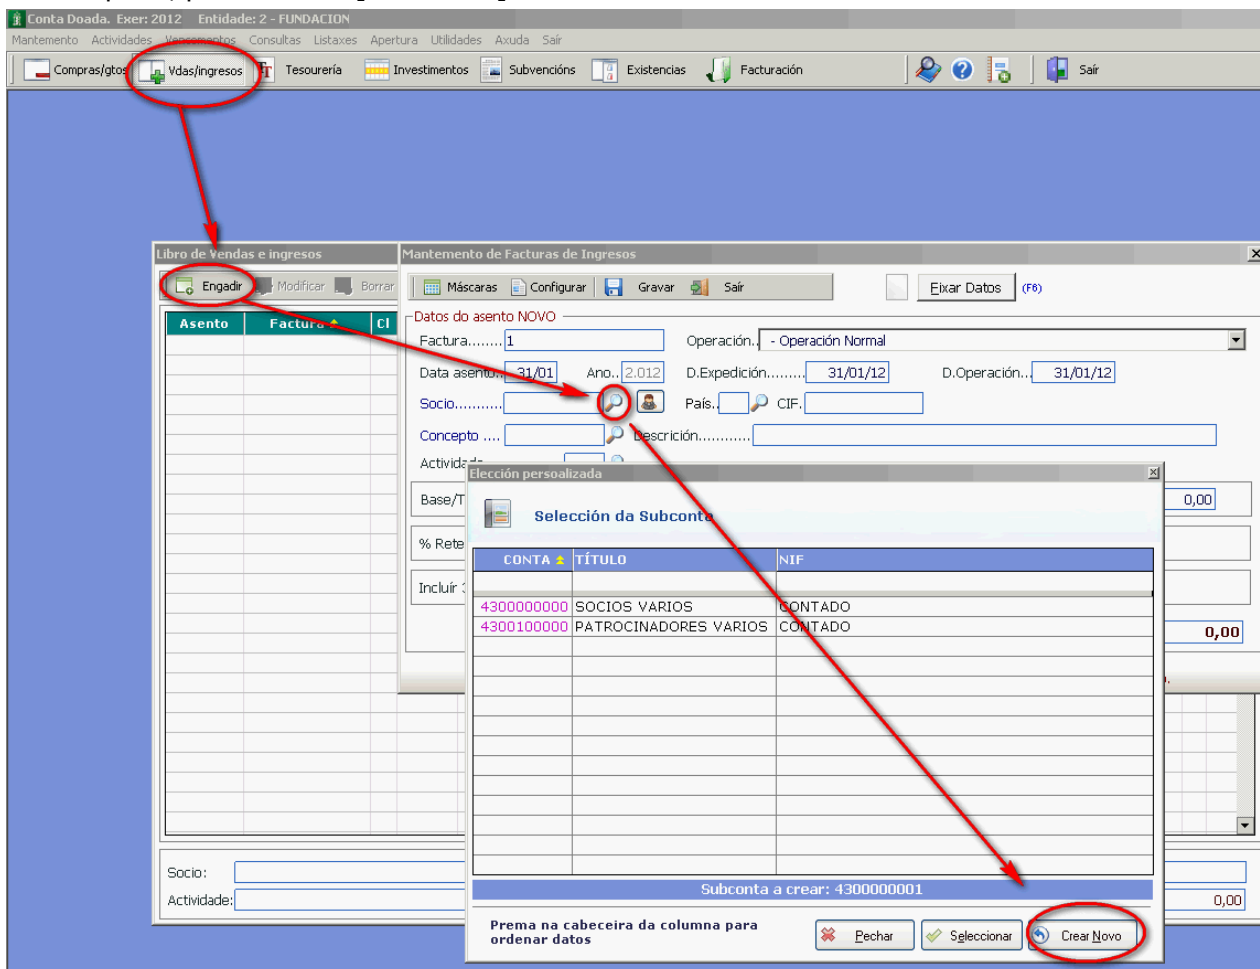 Conta Doada. Exer: 2012 Entidade: 2 - FUNDACION
Mantemento Actividades Vencementos Consultas Listaxes Apertura Utilidades Axuda Saír
Compras/gtos Vdas/ingresos Tesourería Investimentos Subvencións Existencias Facturación Saír
Libro de Vendas e ingresos
Engadir Modificar Borrar
Asento Factura Cl
Mantemento de Facturas de Ingresos
Máscaras Configurar Gravar Saír Eixar Datos (F6)
Datos do asento NOVO
Factura........ 1 Operación.. - Operación Normal
Data asento.. 31/01 Ano.. 2.012 D.Expedición......... 31/01/12 D.Operación... 31/01/12
Socio........... País.. CIF.
Concepto .... Descrición............
Base/T 0,00
% Rete
Incluír
0,00
Elección persoalizada
Selección da Subconta
CONTA TÍTULO NIF
4300000000 SOCIOS VARIOS CONTADO
4300100000 PATROCINADORES VARIOS CONTADO
Subconta a crear: 4300000001
Prema na cabeceira da columna para
ordenar datos
Pechar Seleccionar Crear Novo
Socio:
Actividade: 0,00